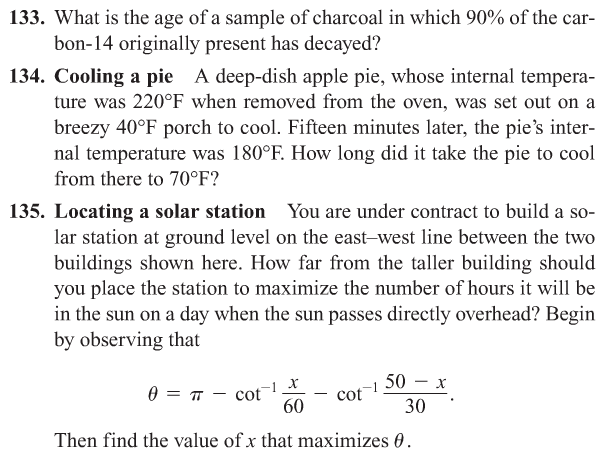 133. What is the age of a sample of charcoal in which 90% of the car-
bon-14 originally present has decayed?
134. Cooling a pie A deep-dish apple pie, whose internal tempera-
ture was 220°F when removed from the oven, was set out on a
breezy 40°F porch to cool. Fifteen minutes later, the pie's inter-
nal temperature was 180°F. How long did it take the pie to cool
from there to 70°F?
135. Locating a solar station You are under contract to build a so-
lar station at ground level on the east–west line between the two
buildings shown here. How far from the taller building should
you place the station to maximize the number of hours it will be
in the sun on a day when the sun passes directly overhead? Begin
by observing that
θ = π − cot⁻¹ x/60 − cot⁻¹ (50 − x)/30.
Then find the value of x that maximizes θ.